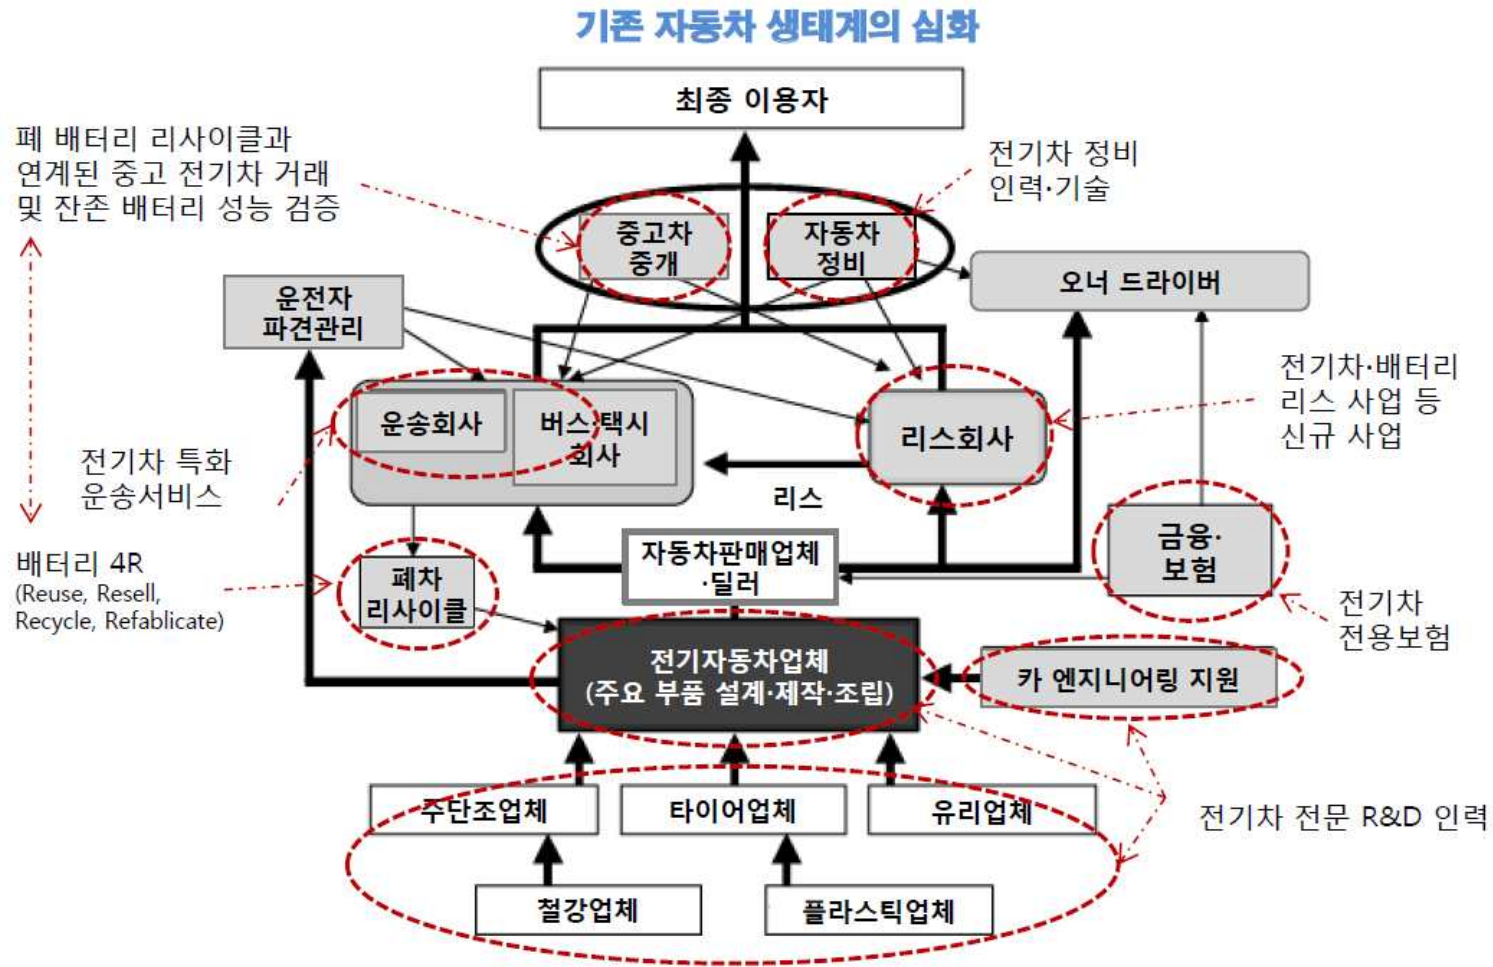 기존 자동차 생태계의 심화
최종 이용자
폐 배터리 리사이클과
연계된 중고 전기차 거래
및 잔존 배터리 성능 검증
전기차 정비
인력·기술
중고차
중개
자동차
정비
오너 드라이버
운전자
파견관리
전기차·배터리
리스 사업 등
신규 사업
운송회사
버스·택시
회사
리스회사
전기차 특화
운송서비스
리스
금융·
보험
자동차판매업체
·딜러
배터리 4R
(Reuse, Resell,
Recycle, Refablicate)
폐차
리사이클
전기차
전용보험
전기자동차업체
(주요 부품 설계·제작·조립)
카 엔지니어링 지원
주단조업체
타이어업체
유리업체
전기차 전문 R&D 인력
철강업체
플라스틱업체